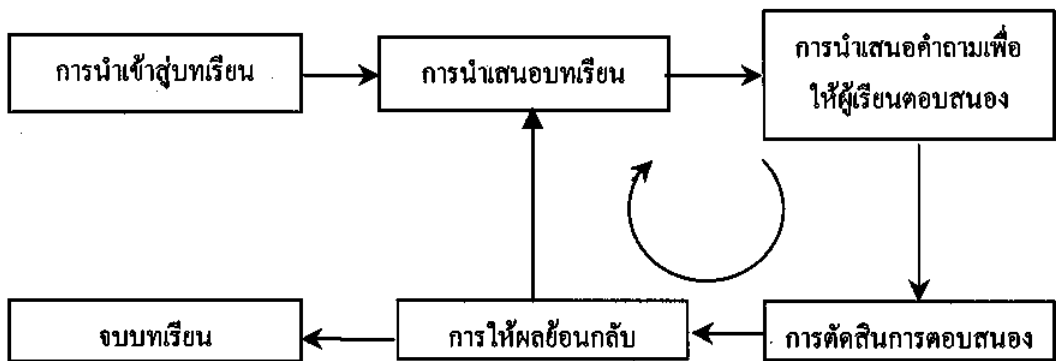 การนำเข้าสู่บทเรียน
การนำเสนอบทเรียน
การนำเสนอคำถามเพื่อ
ให้ผู้เรียนตอบสนอง
จบบทเรียน
การให้ผลย้อนกลับ
การตัดสินการตอบสนอง